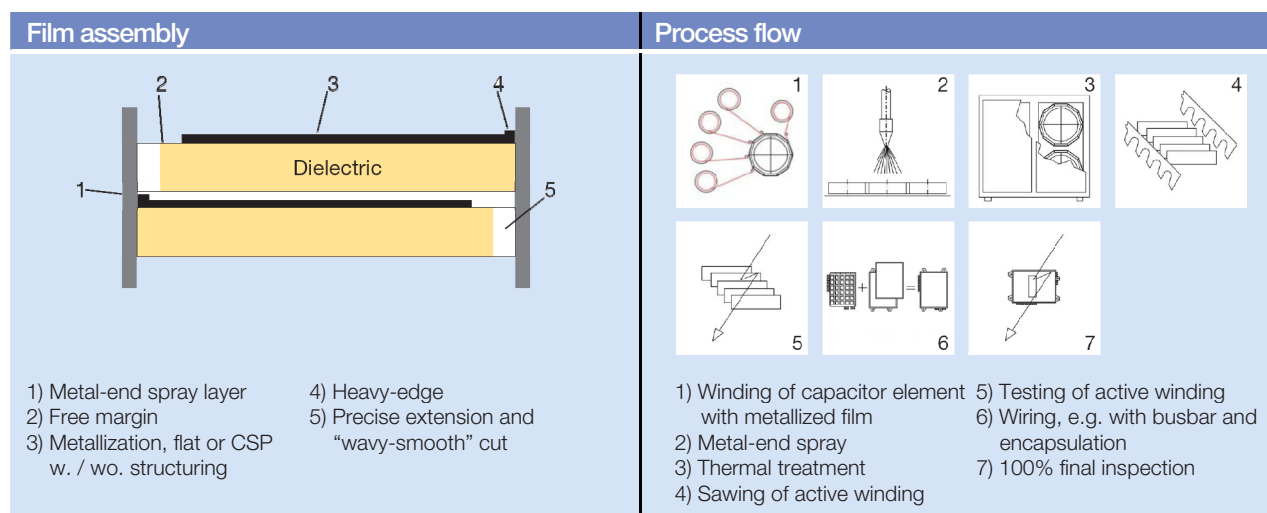 Film assembly
2
3
4
Dielectric
1
5
1) Metal-end spray layer
2) Free margin
3) Metallization, flat or CSP
w. / wo. structuring
4) Heavy-edge
5) Precise extension and
“wavy-smooth” cut
Process flow
1
2
3
4
5
6
7
1) Winding of capacitor element
with metallized film
2) Metal-end spray
3) Thermal treatment
4) Sawing of active winding
5) Testing of active winding
6) Wiring, e.g. with busbar and
encapsulation
7) 100% final inspection